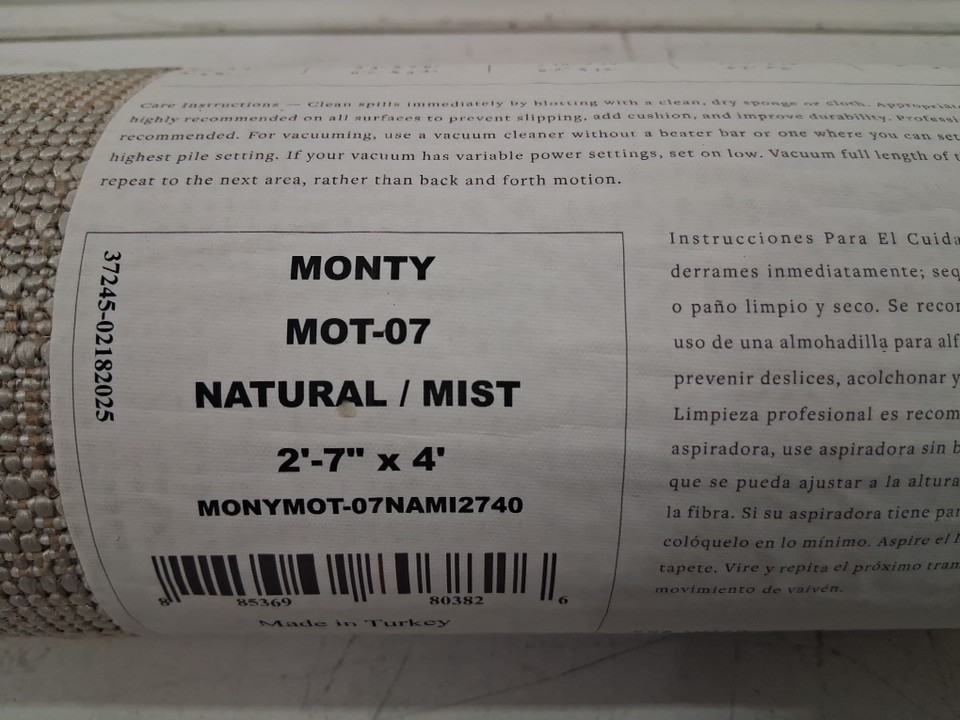 Care Instructions — Clean spills immediately by blotting with a clean, dry sponge or cloth. Appropriate
highly recommended on all surfaces to prevent slipping, add cushion, and improve durability.
recommended. For vacuuming, use a vacuum cleaner without a beater bar or one where you can set
highest pile setting. If your vacuum has variable power settings, set on low. Vacuum full length of
repeat to the next area, rather than back and forth motion.
37245-02182025
MONTY
MOT-07
NATURAL / MIST
2'-7" x 4'
MONYMOT-07NAMI2740
8 85369 80382 6
Made in Turkey
Instrucciones Para El
derrames inmediatamente;
o paño limpio y seco. Se
uso de una almohadilla para
prevenir deslices, acolchonar y
Limpieza profesional es
aspiradora, use aspiradora sin
que se pueda ajustar a la altura
la fibra. Si su aspiradora tiene
colóquelo en lo mínimo. Aspire el
tapete. Vire y repita el próximo
movimiento de vaivén.